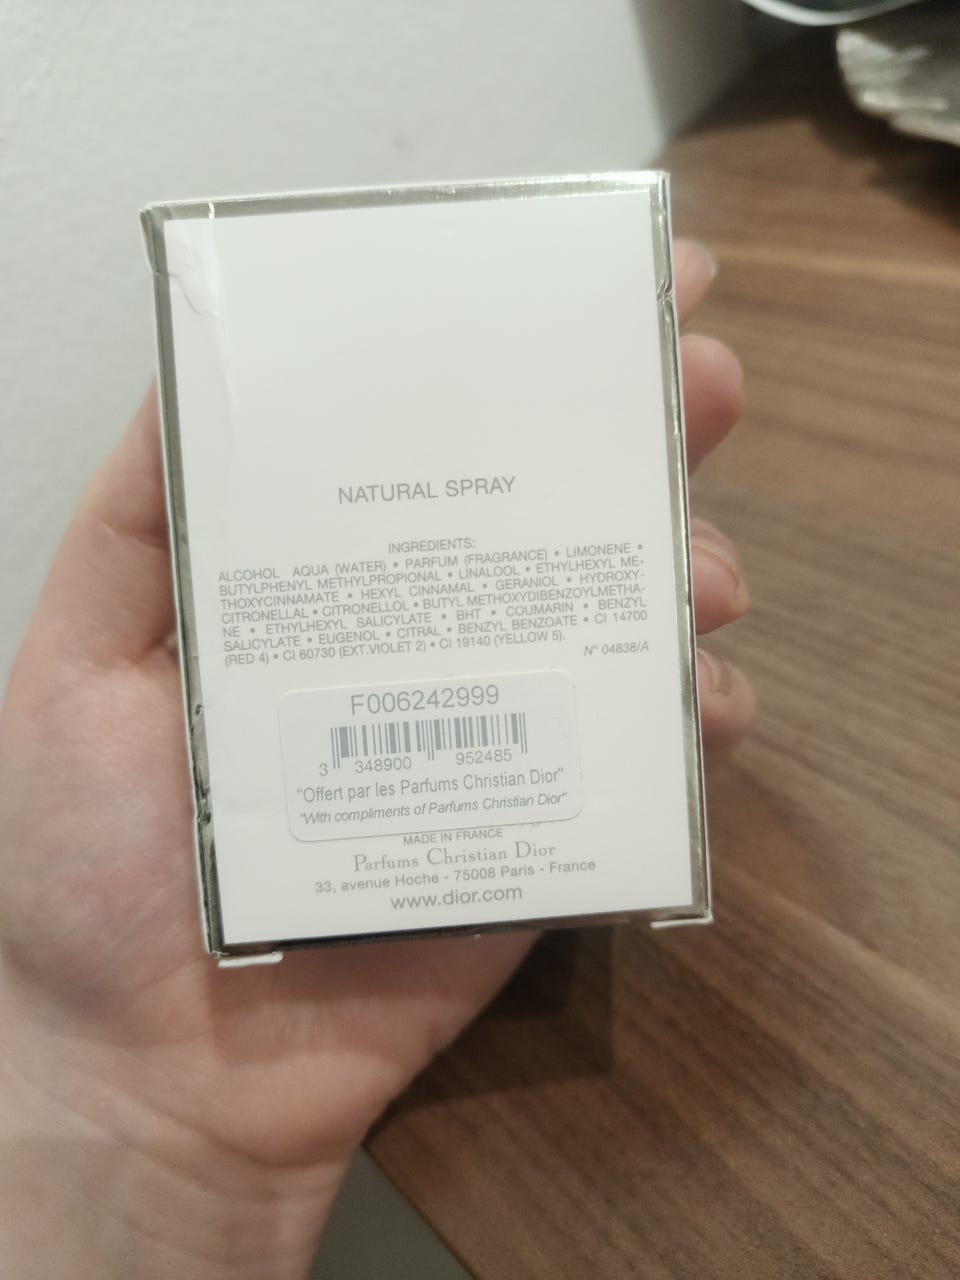 NATURAL SPRAY
INGREDIENTS:
ALCOHOL AQUA (WATER) • PARFUM (FRAGRANCE) • LIMONENE •
BUTYLPHENYL METHYLPROPIONAL • LINALOOL • ETHYLHEXYL ME-
THOXYCINNAMATE • HEXYL CINNAMAL • GERANIOL • HYDROXY-
CITRONELLAL • CITRONELLOL • BUTYL METHOXYDIBENZOYLMETHA-
NE • ETHYLHEXYL SALICYLATE • BHT • COUMARIN • BENZYL
SALICYLATE • EUGENOL • CITRAL • BENZYL BENZOATE • CI 14700
(RED 4) • CI 60730 (EXT.VIOLET 2) • CI 19140 (YELLOW 5).
N° 04838/A
F006242999
3 348900 952485
"Offert par les Parfums Christian Dior"
"With compliments of Parfums Christian Dior"
MADE IN FRANCE
Parfums Christian Dior
33, avenue Hoche - 75008 Paris - France
www.dior.com